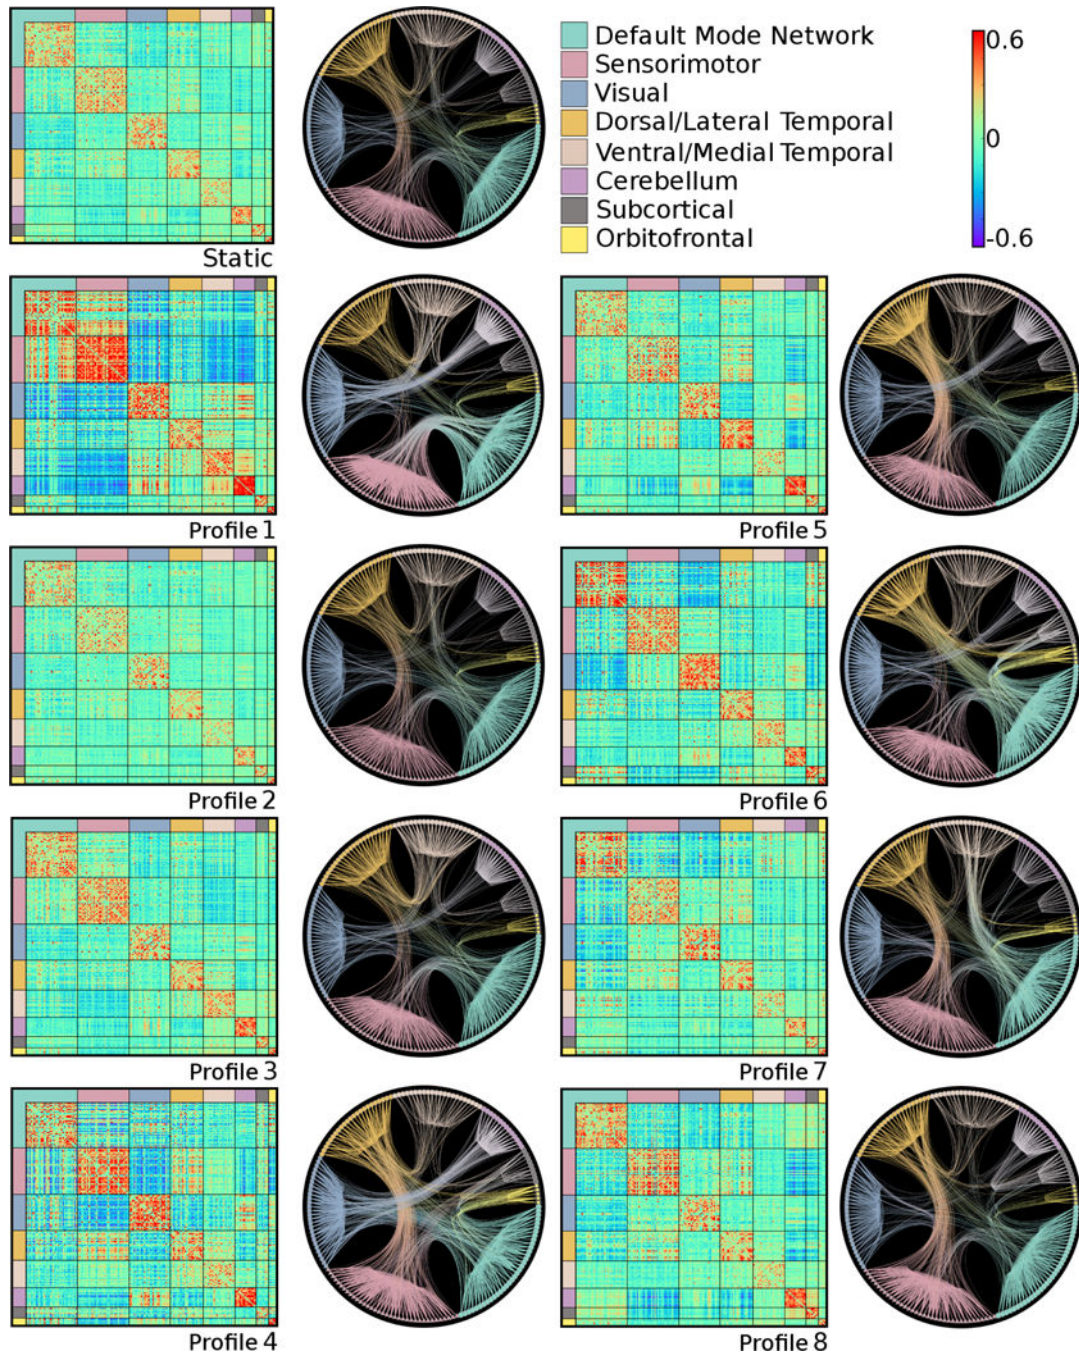 Default Mode Network
Sensorimotor
Visual
Dorsal/Lateral Temporal
Ventral/Medial Temporal
Cerebellum
Subcortical
Orbitofrontal
0.6
0
-0.6
Static
Profile 1
Profile 5
Profile 2
Profile 6
Profile 3
Profile 7
Profile 4
Profile 8